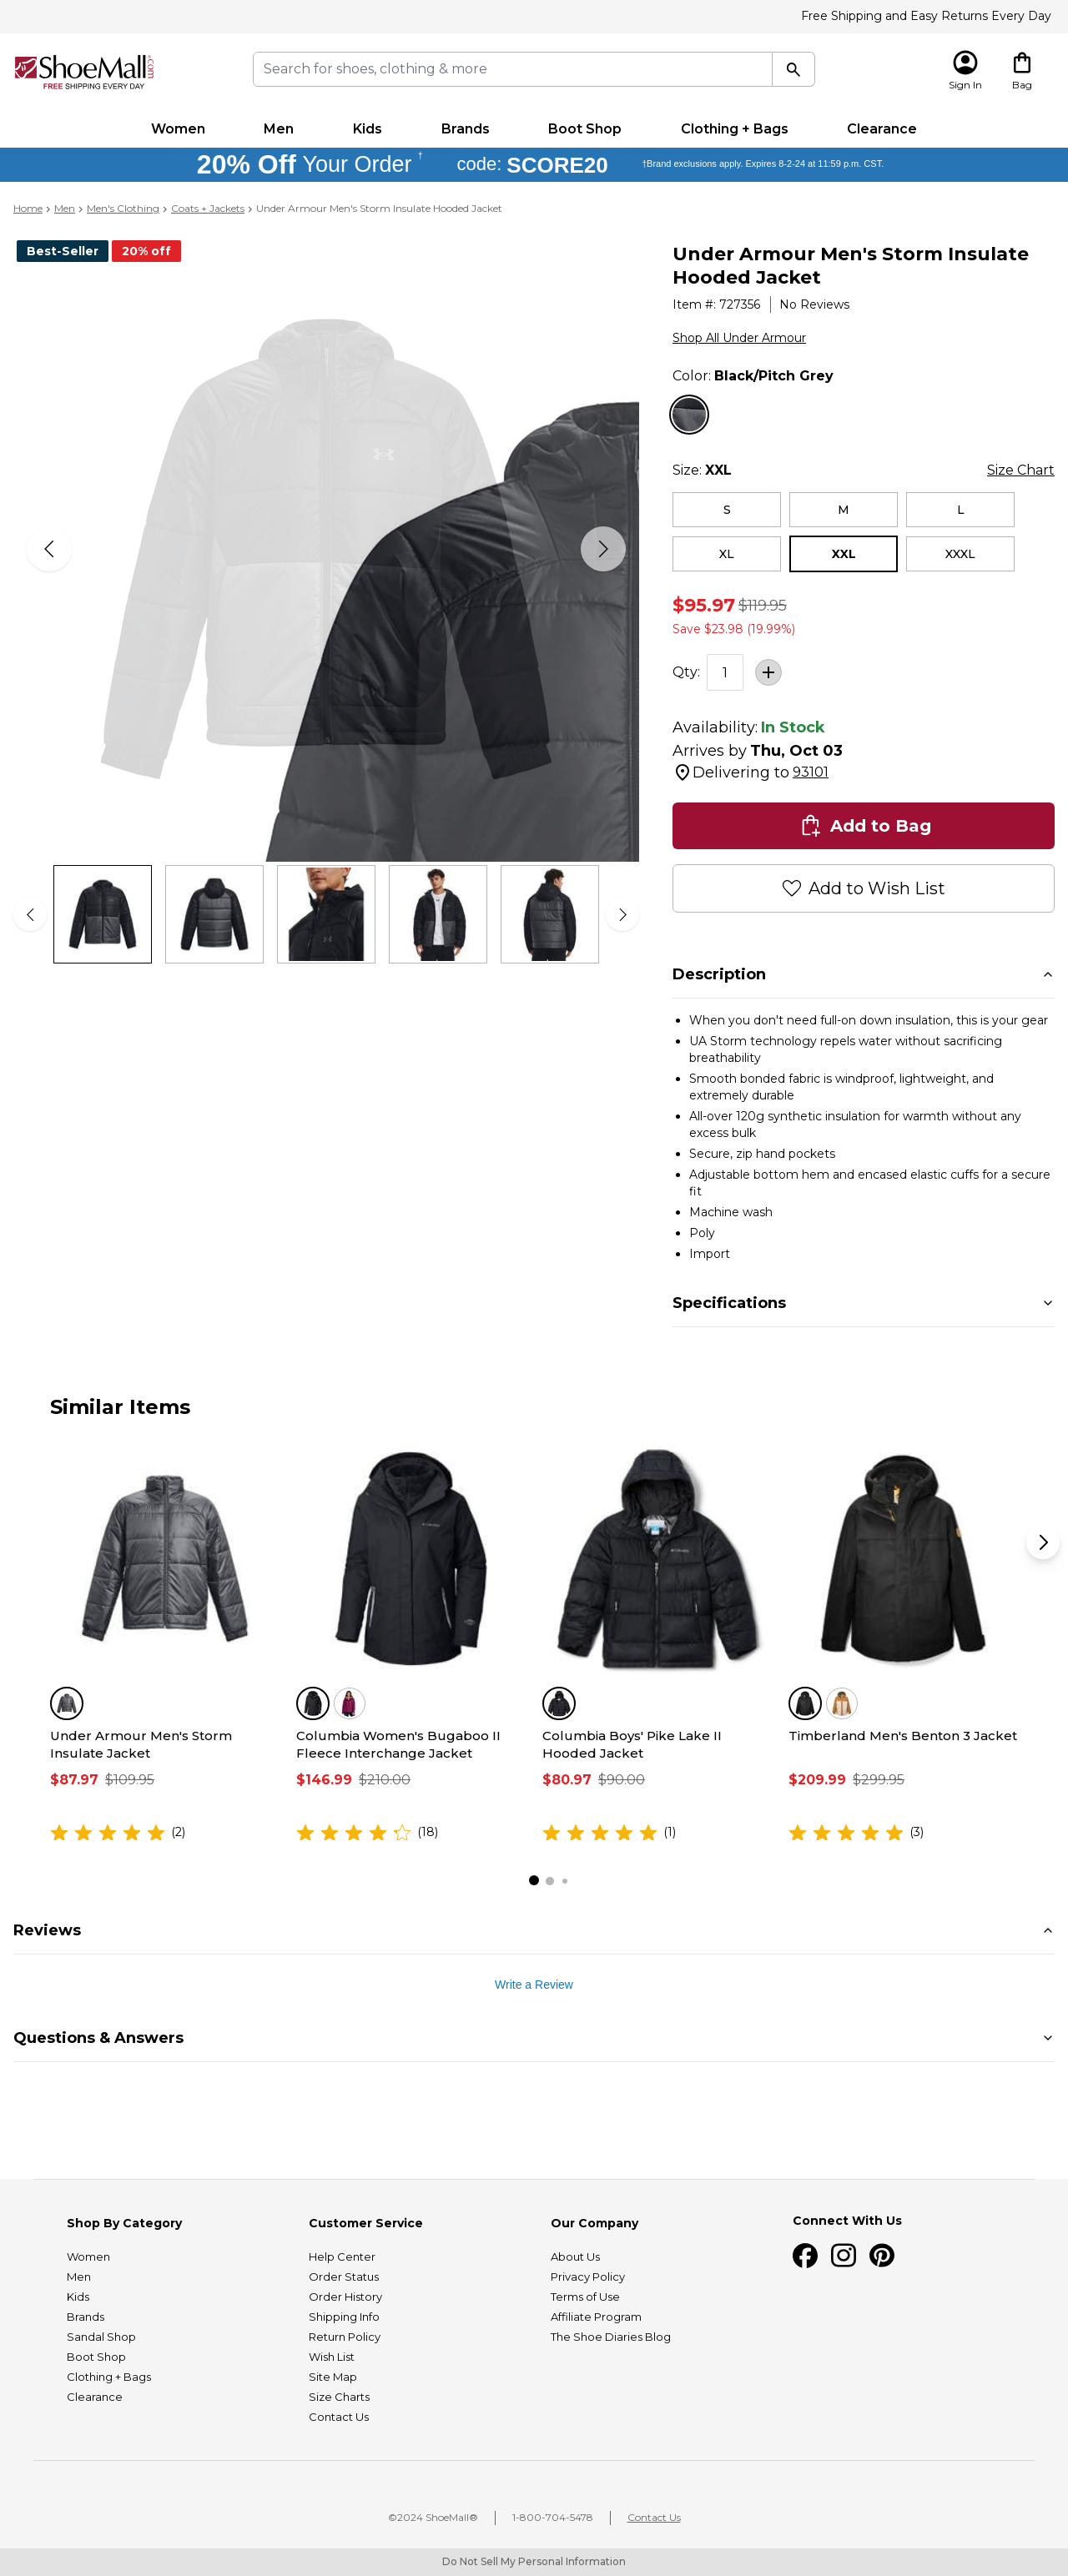 Free Shipping and Easy Returns Every Day
ShoeMall.com
FREE SHIPPING EVERY DAY
Search for shoes, clothing & more
Sign In
Bag
Women
Men
Kids
Brands
Boot Shop
Clothing + Bags
Clearance
20% Off Your Order † code: SCORE20 †Brand exclusions apply. Expires 8-2-24 at 11:59 p.m. CST.
Home > Men > Men's Clothing > Coats + Jackets > Under Armour Men's Storm Insulate Hooded Jacket
Best-Seller
20% off
Under Armour Men's Storm Insulate
Hooded Jacket
Item #: 727356 | No Reviews
Shop All Under Armour
Color: Black/Pitch Grey
Size: XXL
Size Chart
S
M
L
XL
XXL
XXXL
$95.97 $119.95
Save $23.98 (19.99%)
Qty: 1 +
Availability: In Stock
Arrives by Thu, Oct 03
Delivering to 93101
Add to Bag
Add to Wish List
Description
• When you don't need full-on down insulation, this is your gear
• UA Storm technology repels water without sacrificing
breathability
• Smooth bonded fabric is windproof, lightweight, and
extremely durable
• All-over 120g synthetic insulation for warmth without any
excess bulk
• Secure, zip hand pockets
• Adjustable bottom hem and encased elastic cuffs for a secure
fit
• Machine wash
• Poly
• Import
Specifications
Similar Items
Under Armour Men's Storm
Insulate Jacket
$87.97 $109.95
(2)
Columbia Women's Bugaboo II
Fleece Interchange Jacket
$146.99 $210.00
(18)
Columbia Boys' Pike Lake II
Hooded Jacket
$80.97 $90.00
(1)
Timberland Men's Benton 3 Jacket
$209.99 $299.95
(3)
Reviews
Write a Review
Questions & Answers
Shop By Category
Women
Men
Kids
Brands
Sandal Shop
Boot Shop
Clothing + Bags
Clearance
Customer Service
Help Center
Order Status
Order History
Shipping Info
Return Policy
Wish List
Site Map
Size Charts
Contact Us
Our Company
About Us
Privacy Policy
Terms of Use
Affiliate Program
The Shoe Diaries Blog
Connect With Us
©2024 ShoeMall® | 1-800-704-5478 | Contact Us
Do Not Sell My Personal Information